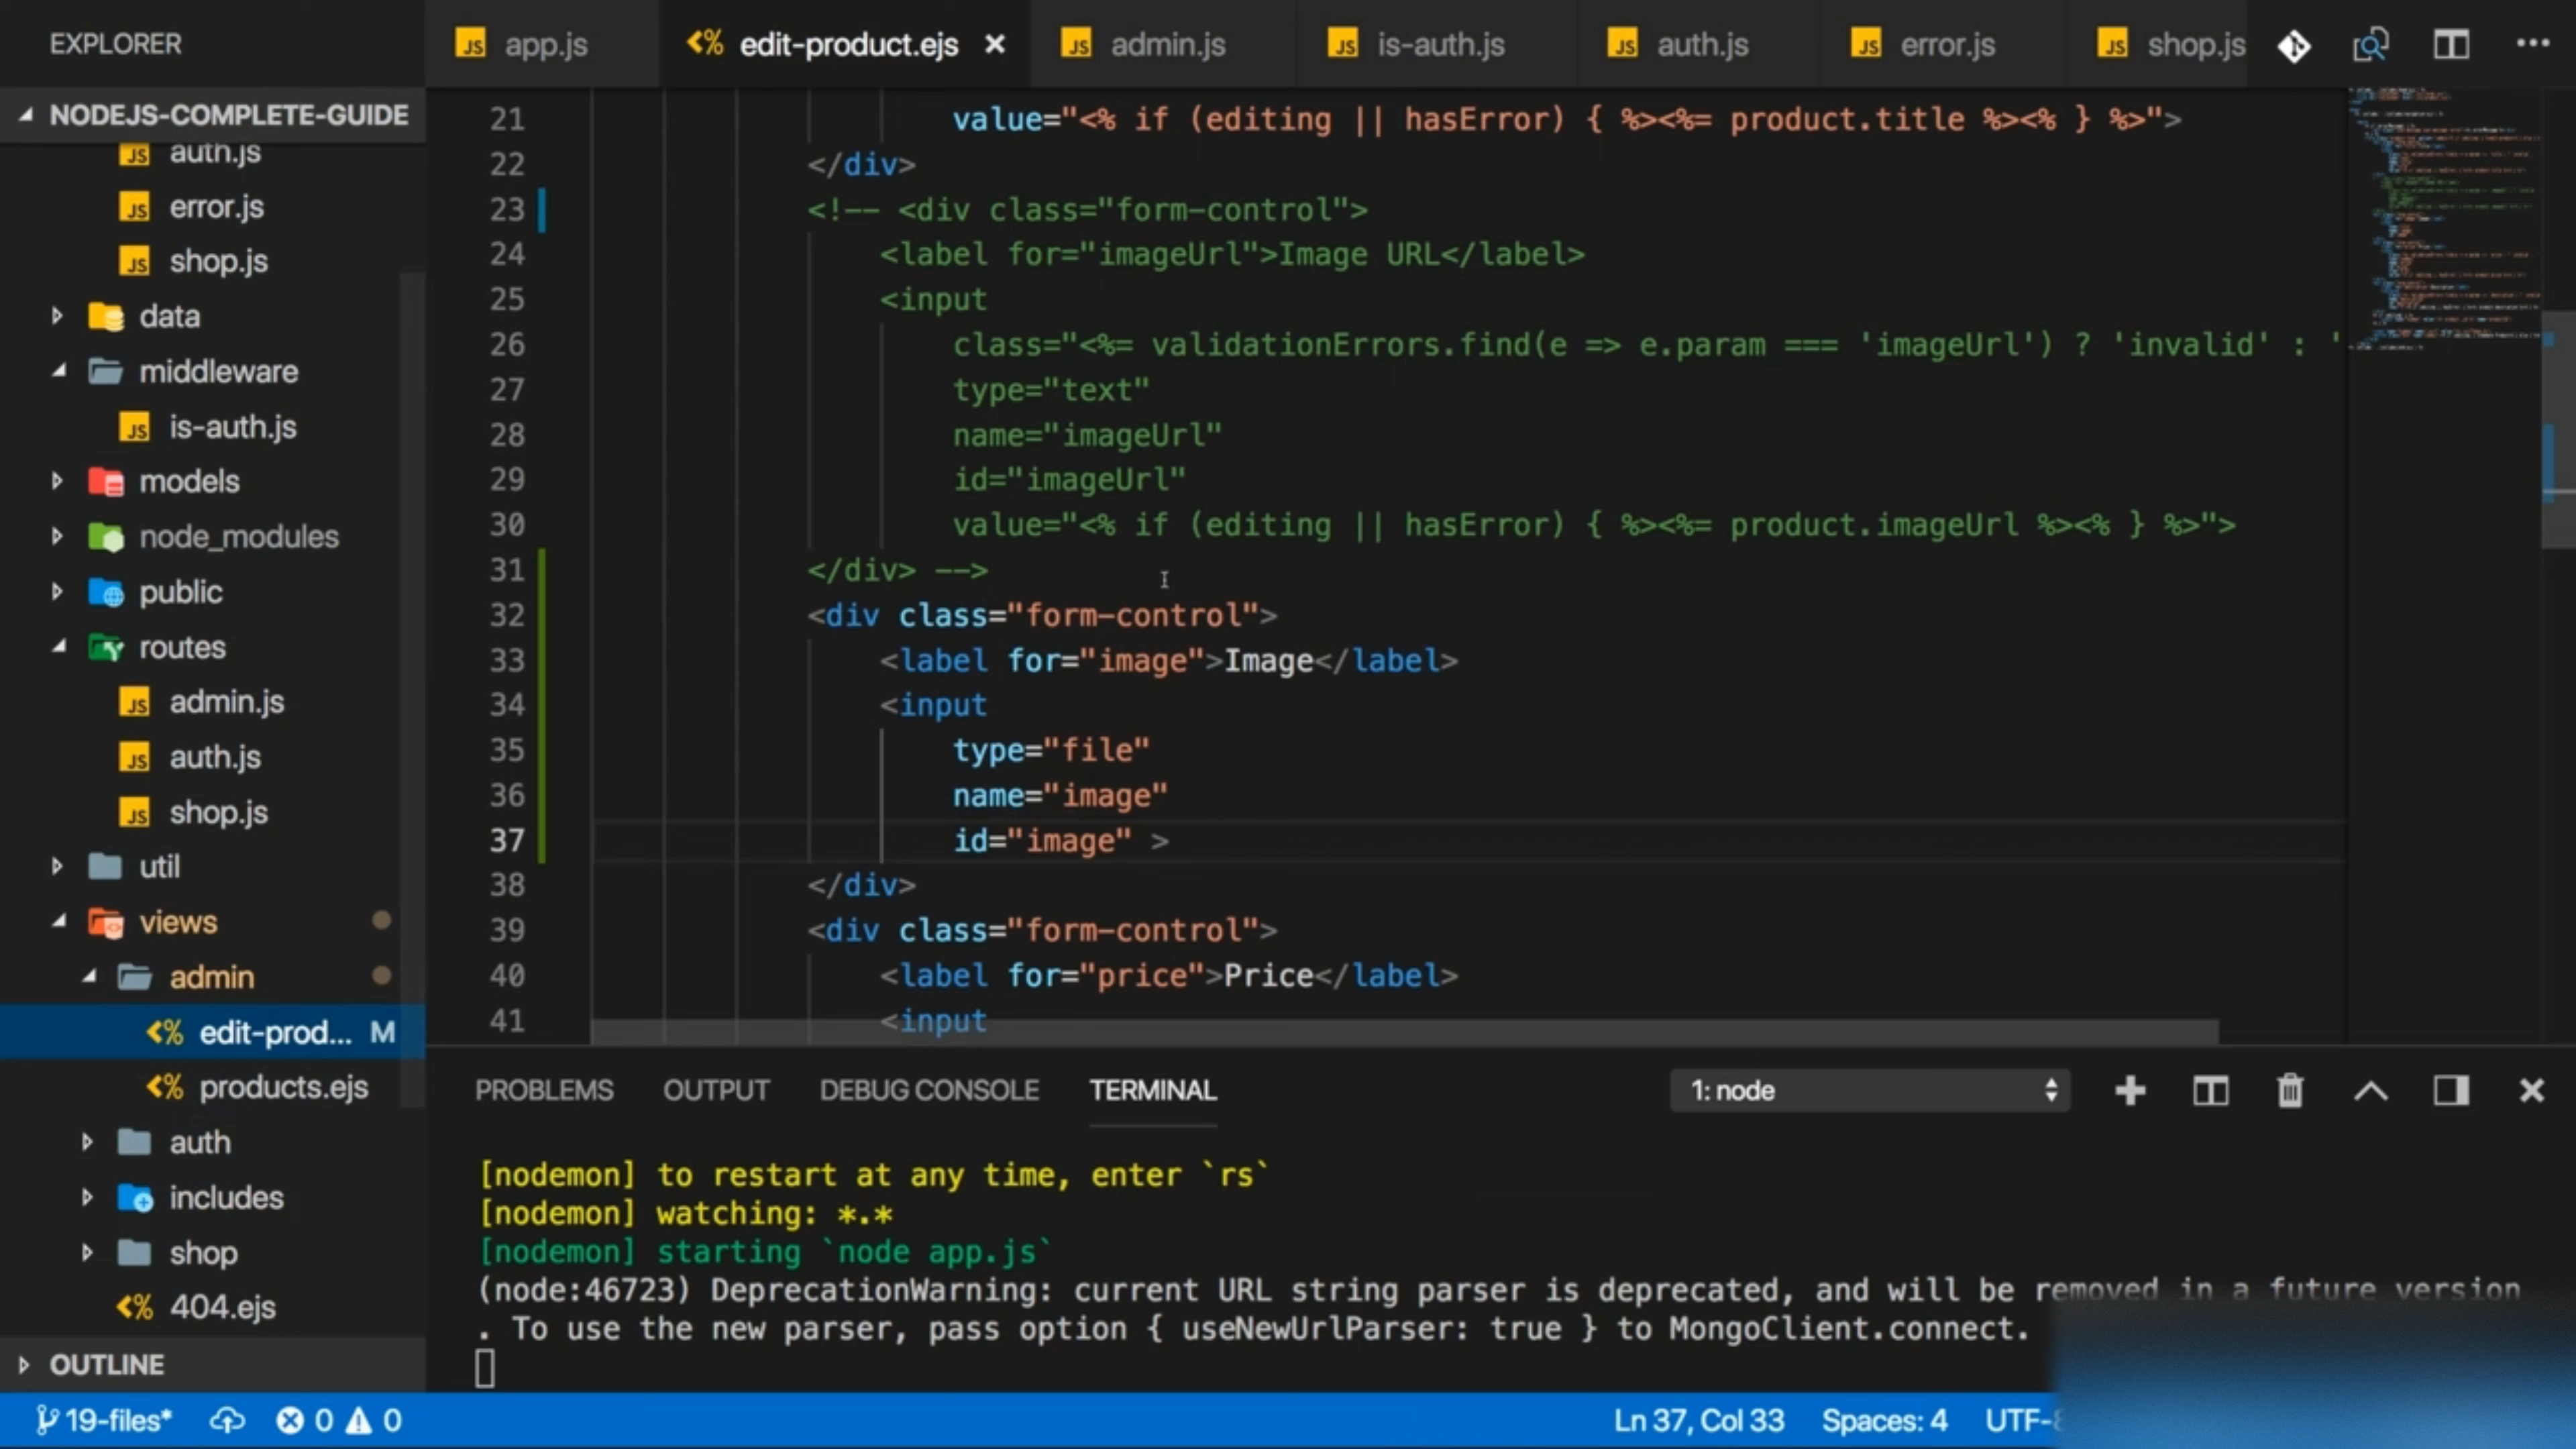 EXPLORER
NODEJS-COMPLETE-GUIDE
auth.js
error.js
shop.js
data
middleware
is-auth.js
models
node_modules
public
routes
admin.js
auth.js
shop.js
util
views
admin
edit-prod... M
products.ejs
auth
includes
shop
404.ejs
OUTLINE
app.js edit-product.ejs admin.js is-auth.js auth.js error.js shop.js
21 value="<% if (editing || hasError) { %><%= product.title %><% } %>">
22 </div>
23 <!-- <div class="form-control">
24 <label for="imageUrl">Image URL</label>
25 <input
26 class="<%= validationErrors.find(e => e.param === 'imageUrl') ? 'invalid' : '
27 type="text"
28 name="imageUrl"
29 id="imageUrl"
30 value="<% if (editing || hasError) { %><%= product.imageUrl %><% } %>">
31 </div> -->
32 <div class="form-control">
33 <label for="image">Image</label>
34 <input
35 type="file"
36 name="image"
37 id="image" >
38 </div>
39 <div class="form-control">
40 <label for="price">Price</label>
41 <input
PROBLEMS OUTPUT DEBUG CONSOLE TERMINAL 1: node
[nodemon] to restart at any time, enter `rs`
[nodemon] watching: *.*
[nodemon] starting `node app.js`
(node:46723) DeprecationWarning: current URL string parser is deprecated, and will be removed in a future version
. To use the new parser, pass option { useNewUrlParser: true } to MongoClient.connect.
19-files* 0 0 Ln 37, Col 33 Spaces: 4 UTF-8